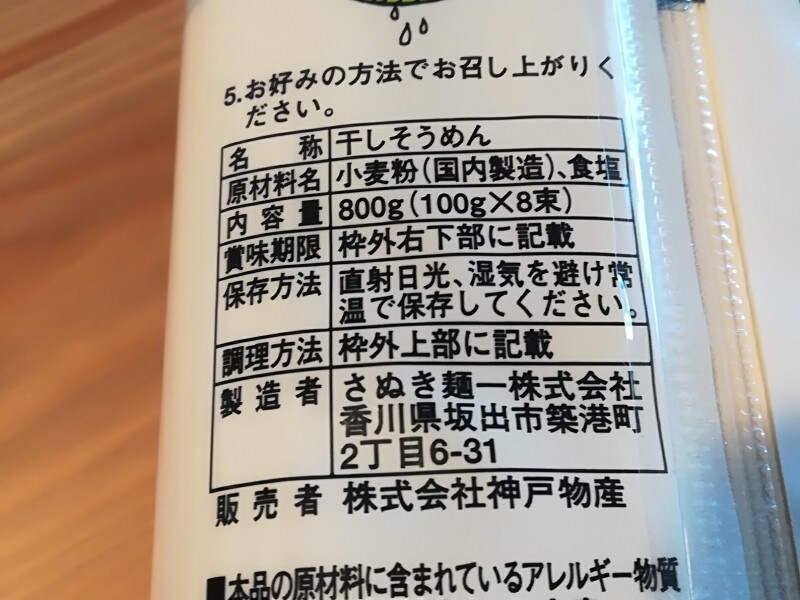 5.お好みの方法でお召し上がりく
ださい。
名称 干しそうめん
原材料名 小麦粉(国内製造)、食塩
内容量 800g(100g×8束)
賞味期限 枠外右下部に記載
保存方法 直射日光、湿気を避け常
温で保存してください。
調理方法 枠外上部に記載
製造者 さぬき麺一株式会社
香川県坂出市築港町
2丁目6-31
販売者 株式会社神戸物産
■本品の原材料に含まれているアレルギー物質